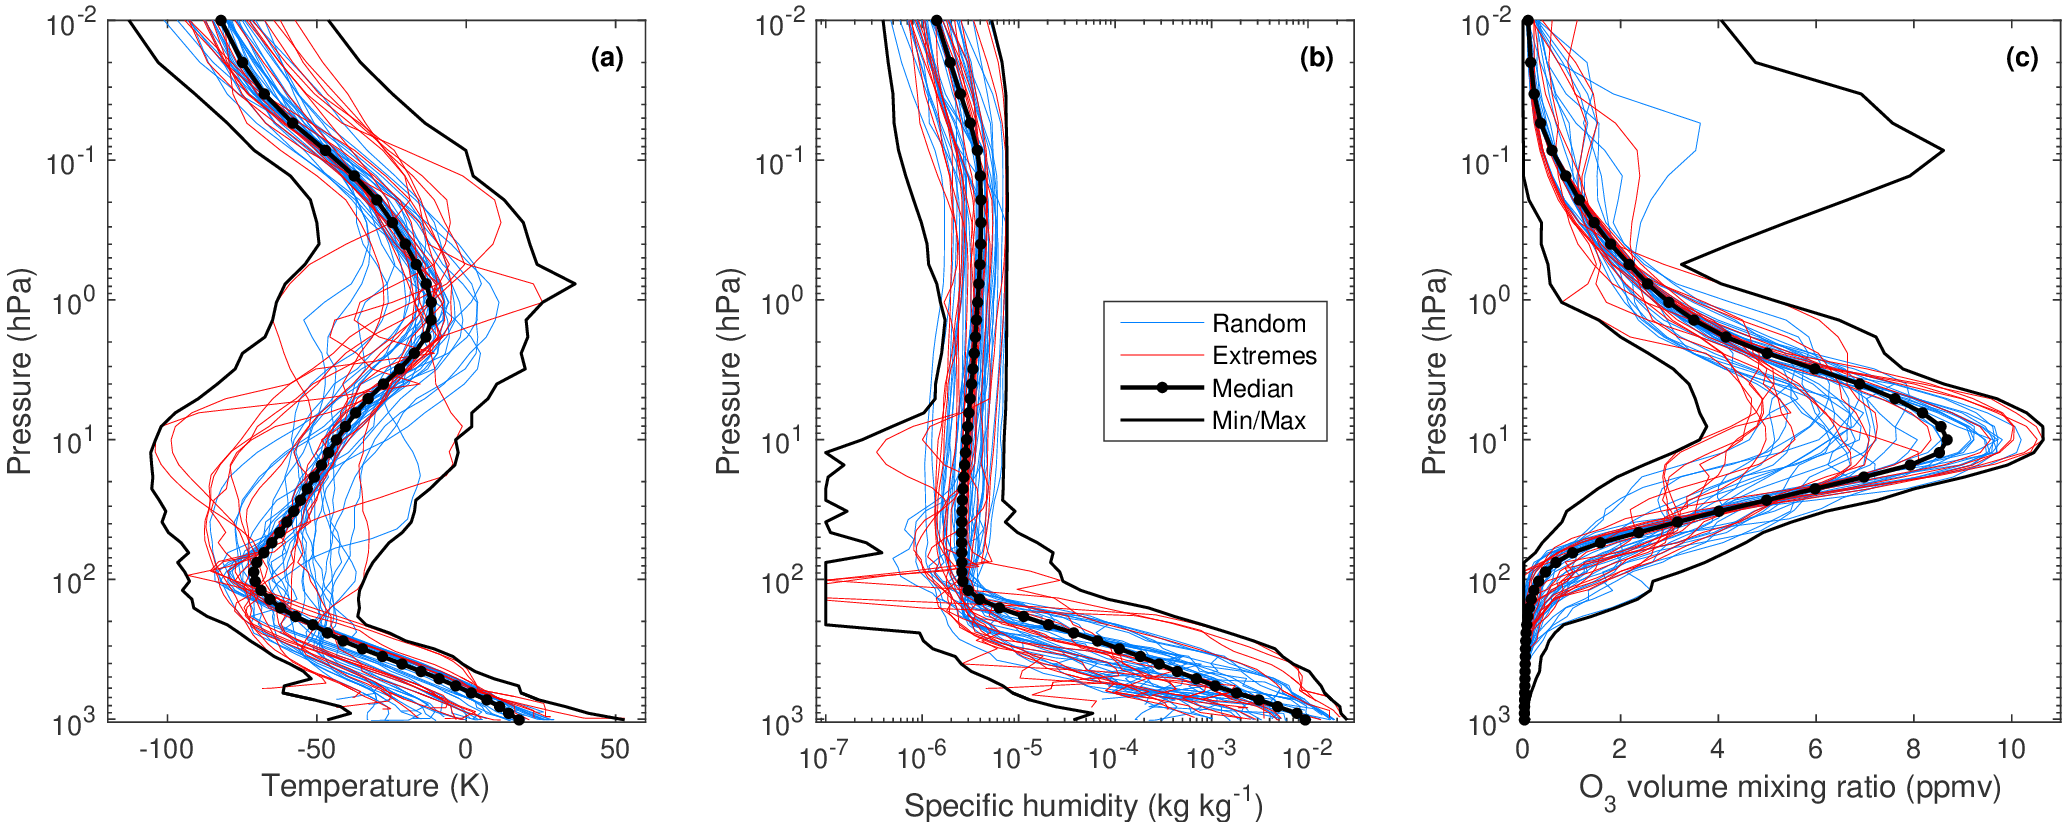 (a)
10^-2
10^-1
10^0
10^1
10^2
10^3
-100 -50 0 50
Temperature (K)
Pressure (hPa)
(b)
10^-2
10^-1
10^0
10^1
10^2
10^3
10^-7 10^-6 10^-5 10^-4 10^-3 10^-2
Specific humidity (kg kg^-1)
Pressure (hPa)
Random
Extremes
Median
Min/Max
(c)
10^-2
10^-1
10^0
10^1
10^2
10^3
0 2 4 6 8 10
O_3 volume mixing ratio (ppmv)
Pressure (hPa)